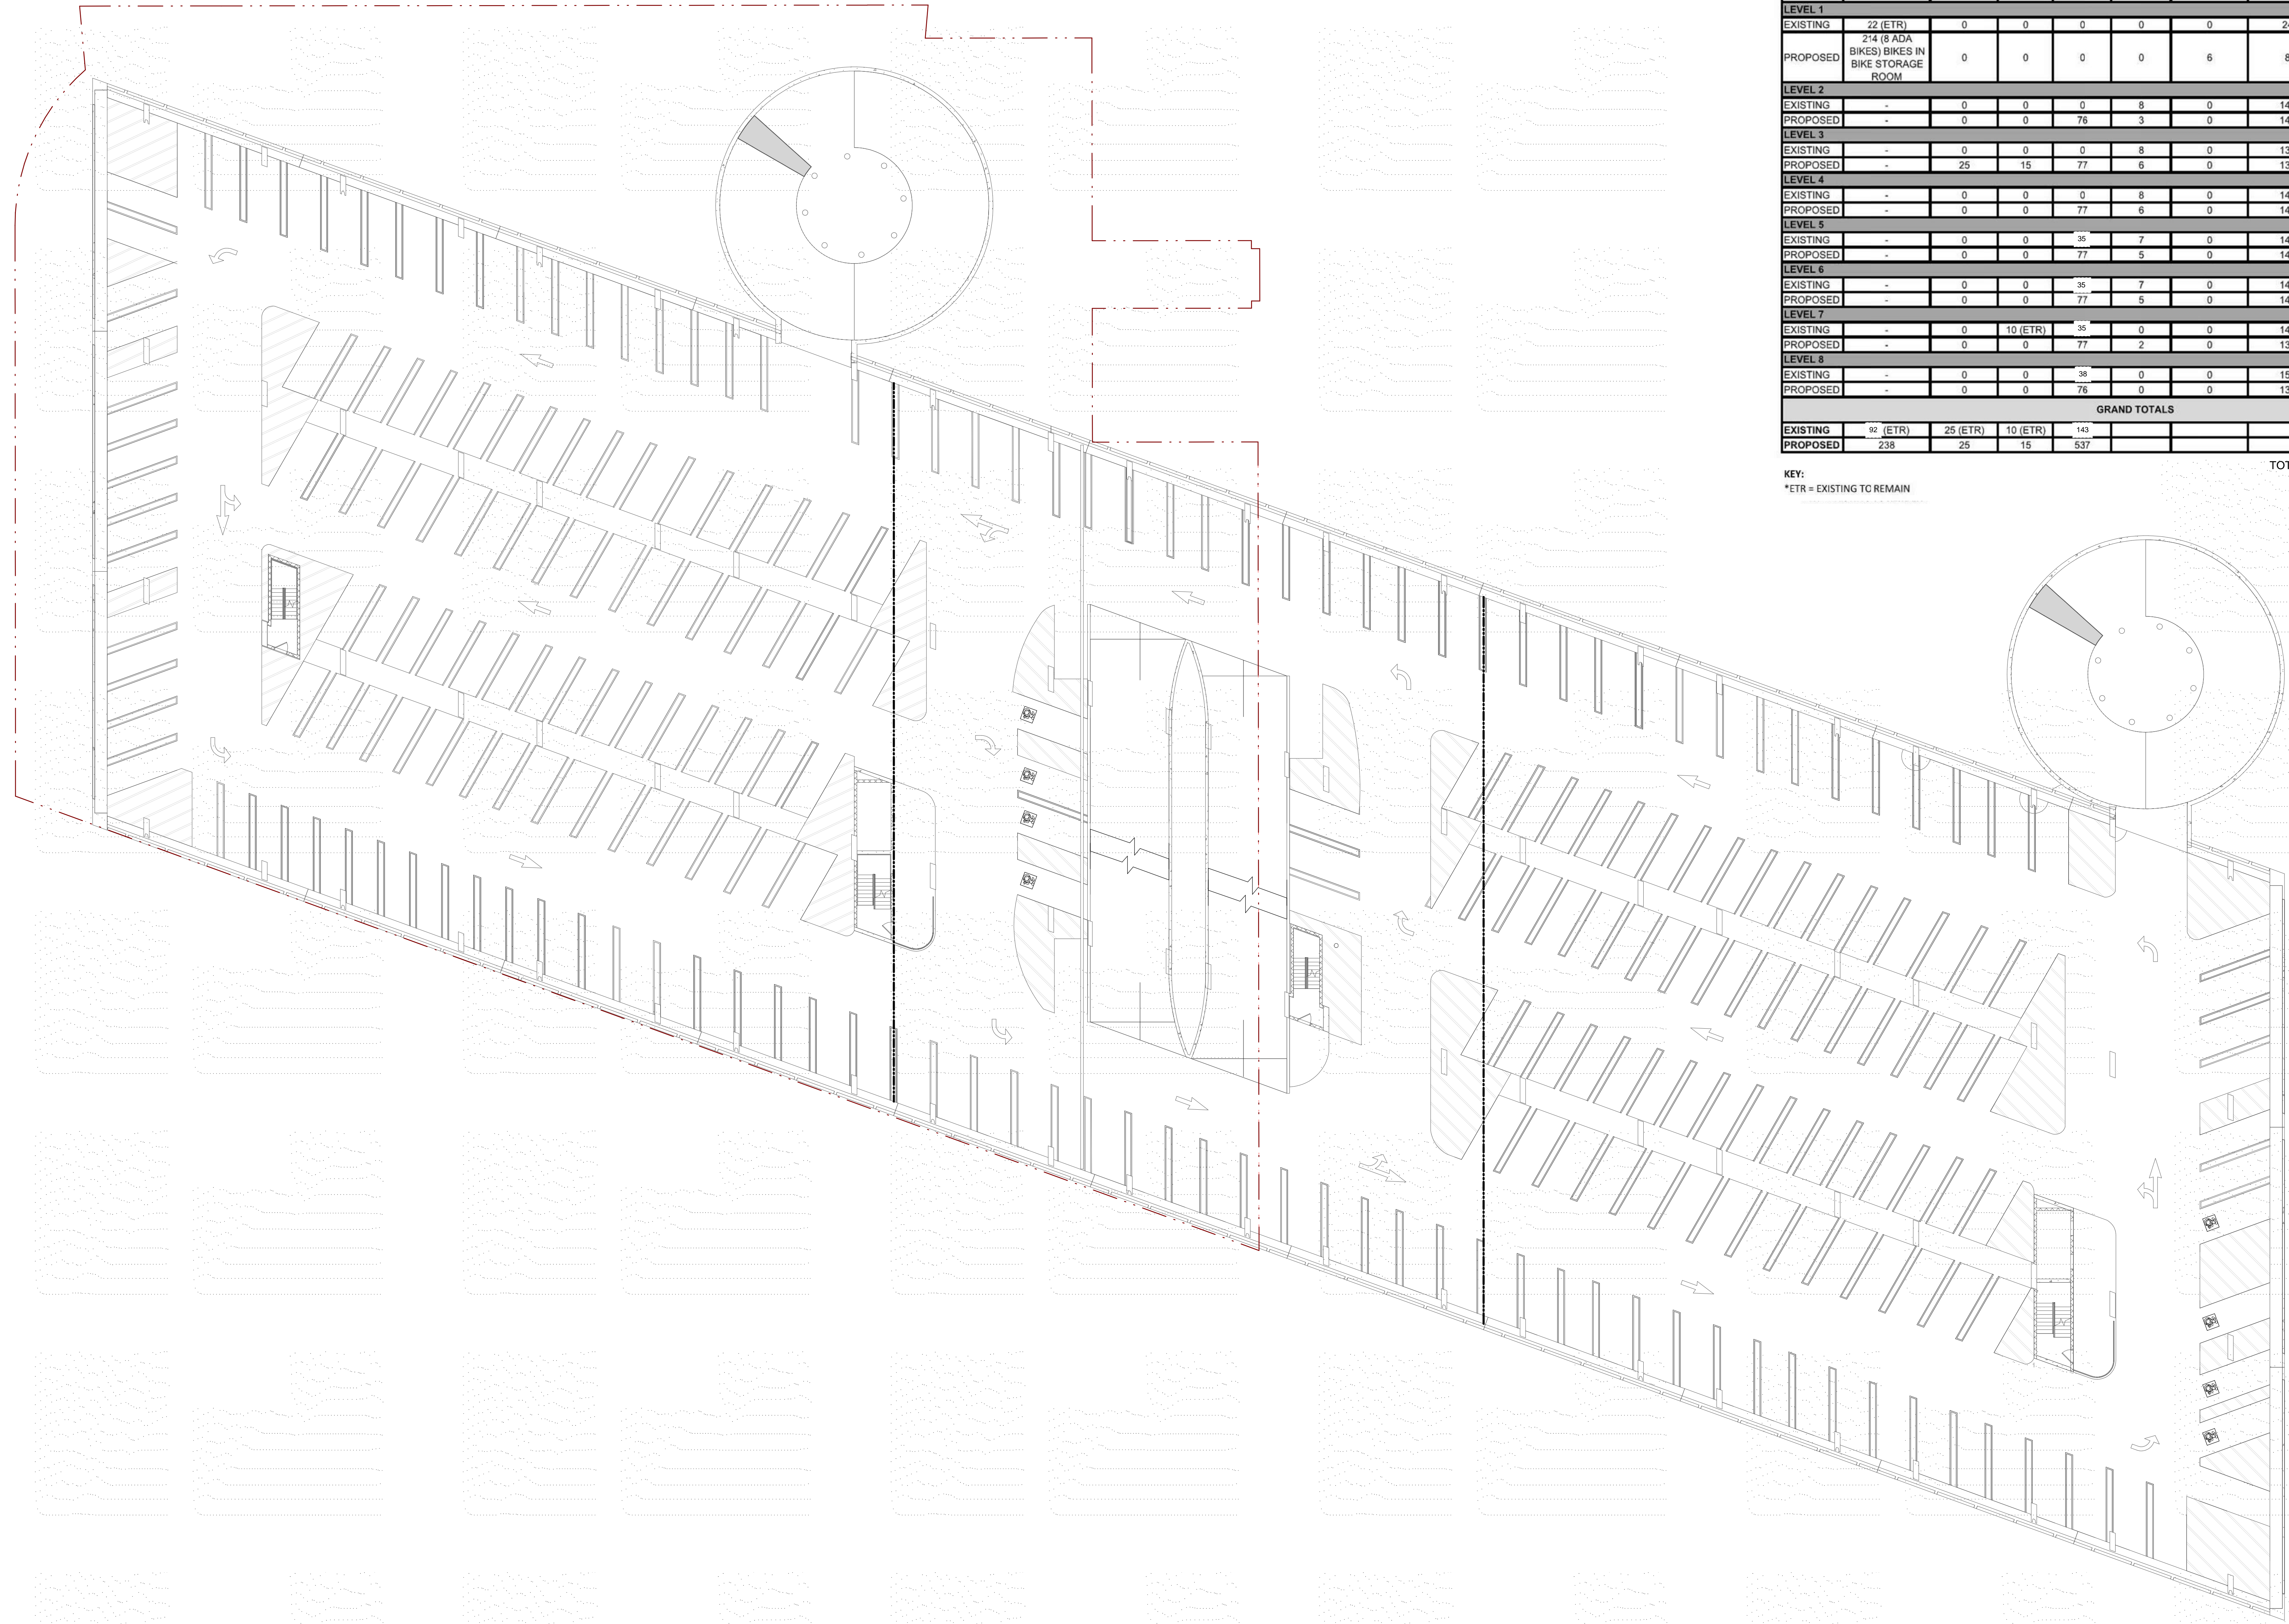 LEVEL 1
EXISTING 22 (ETR) 0 0 0 0 0
PROPOSED 214 (8 ADA BIKES) BIKES IN BIKE STORAGE ROOM 0 0 0 0 6
LEVEL 2
EXISTING - 0 0 0 8 0
PROPOSED - 0 0 76 3 0
LEVEL 3
EXISTING - 0 0 0 8 0
PROPOSED - 25 15 77 6 0
LEVEL 4
EXISTING - 0 0 0 8 0
PROPOSED - 0 0 77 6 0
LEVEL 5
EXISTING - 0 0 35 7 0
PROPOSED - 0 0 77 5 0
LEVEL 6
EXISTING - 0 0 35 7 0
PROPOSED - 0 0 77 5 0
LEVEL 7
EXISTING - 0 10 (ETR) 35 0 0
PROPOSED - 0 0 77 2 0
LEVEL 8
EXISTING - 0 0 38 0 0
PROPOSED - 0 0 76 0 0
GRAND TOTALS
EXISTING 92 (ETR) 25 (ETR) 10 (ETR) 143
PROPOSED 238 25 15 537
KEY:
*ETR = EXISTING TO REMAIN